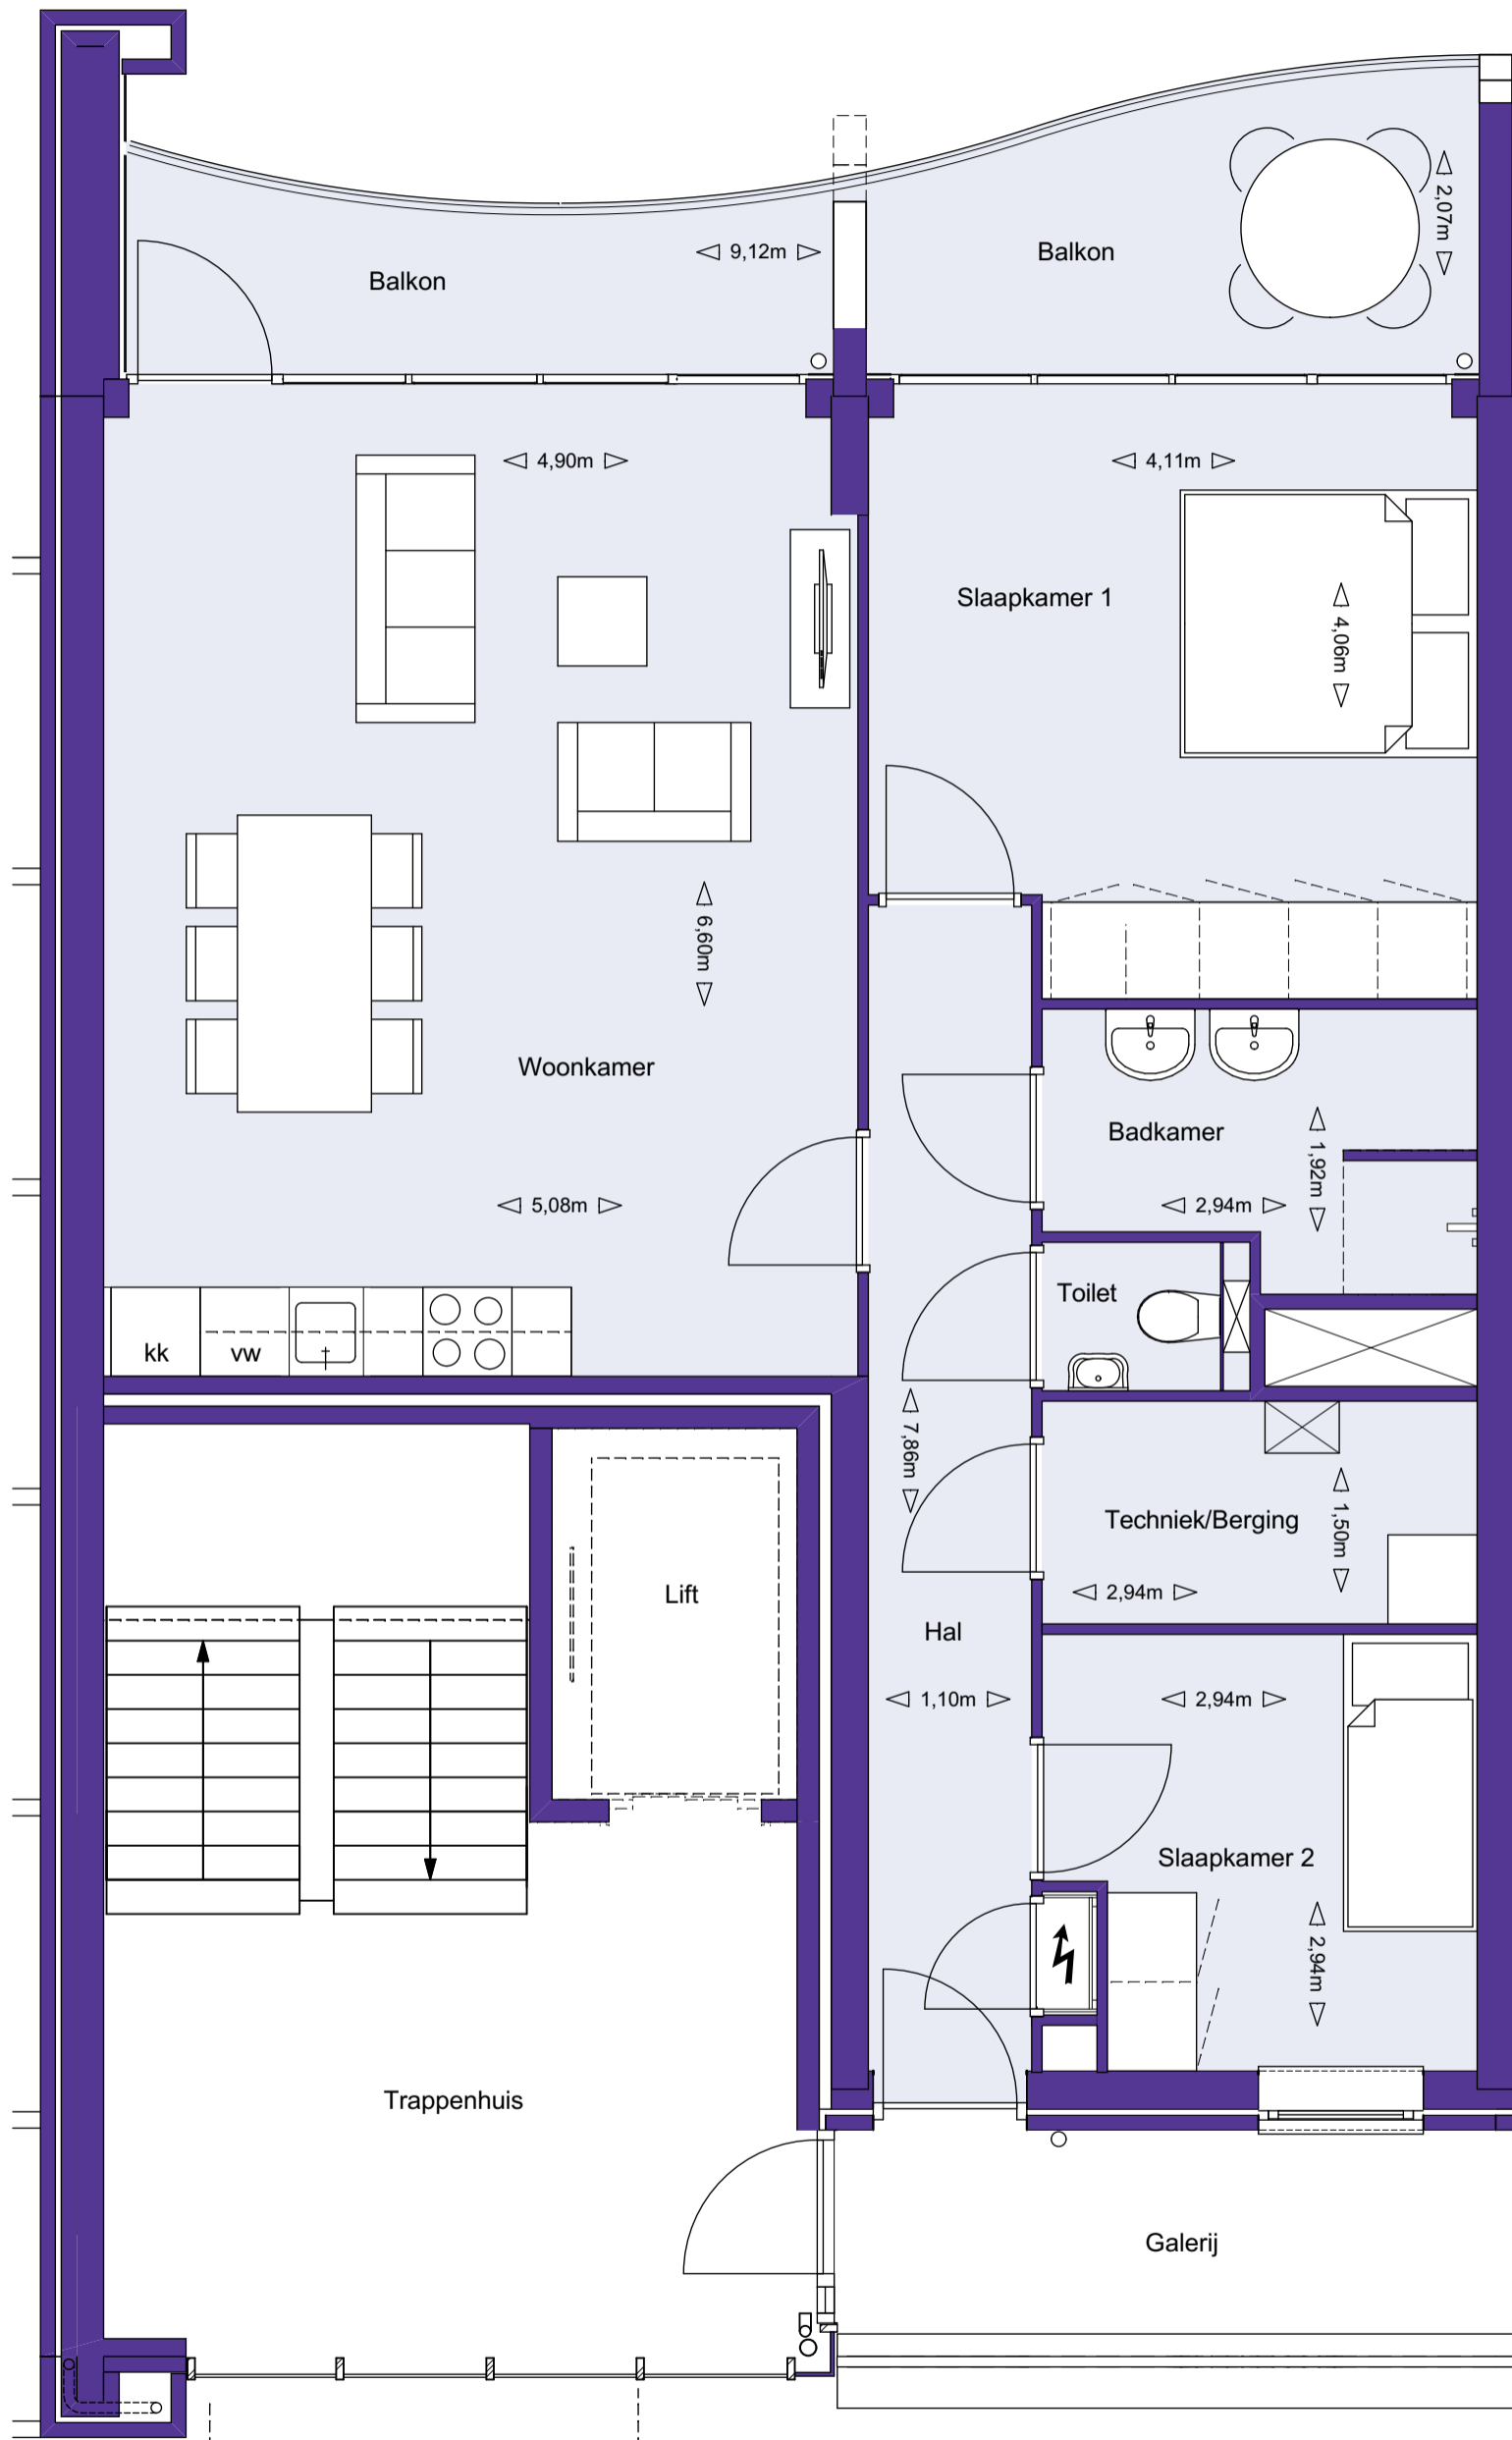 2,07m
9,12m
Balkon
Balkon
4,90m
4,11m
Slaapkamer 1
4,06m
6,60m
Woonkamer
Badkamer
1,92m
5,08m
2,94m
Toilet
kk
vw
7,86m
Techniek/Berging
1,50m
2,94m
Lift
Hal
1,10m
2,94m
Slaapkamer 2
2,94m
Trappenhuis
Galerij